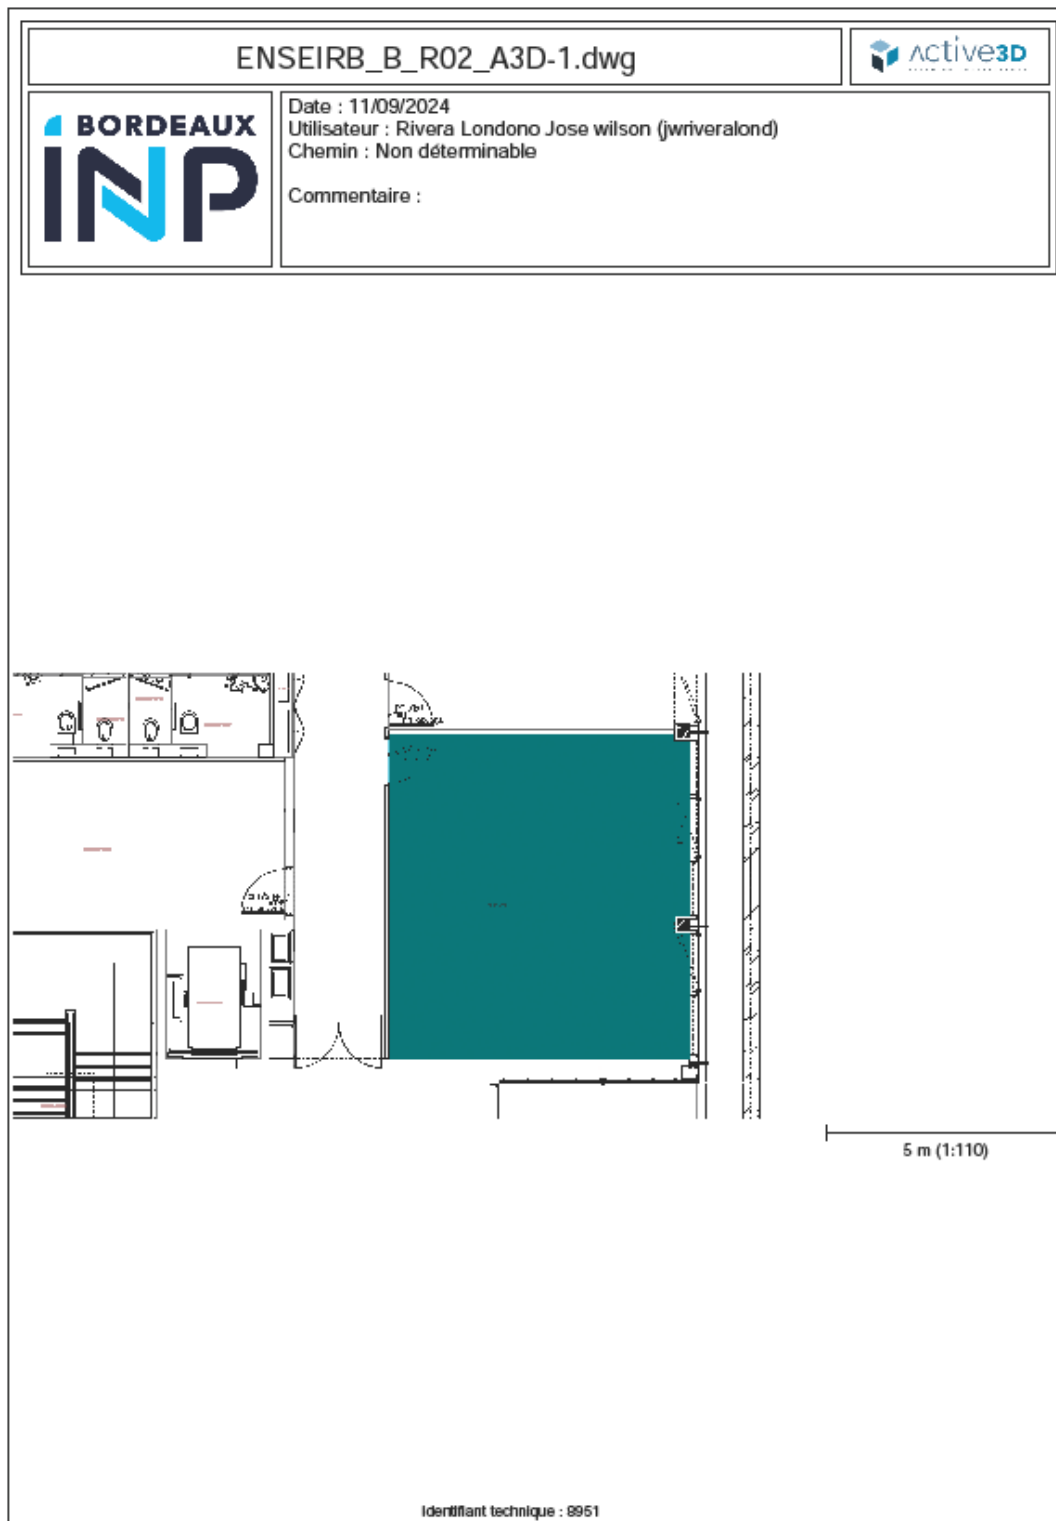 ENSEIRB_B_R02_A3D-1.dwg
ACTIVE3D
BORDEAUX
INP
Date : 11/09/2024
Utilisateur : Rivera Londono Jose wilson (jwriveralond)
Chemin : Non déterminable
Commentaire :
5 m (1:110)
Identifiant technique : 8951